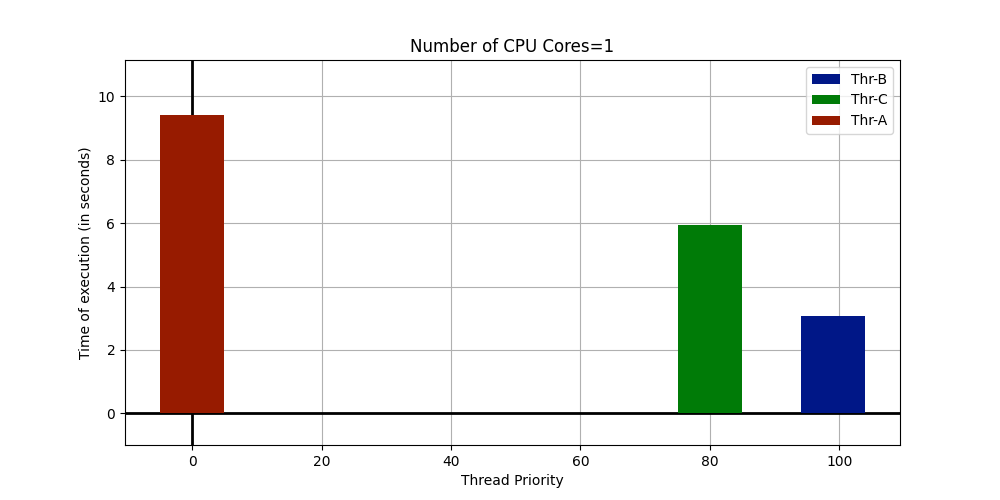 Number of CPU Cores=1
Thr-B
Thr-C
Thr-A
Time of execution (in seconds)
10
8
6
4
2
0
0 20 40 60 80 100
Thread Priority